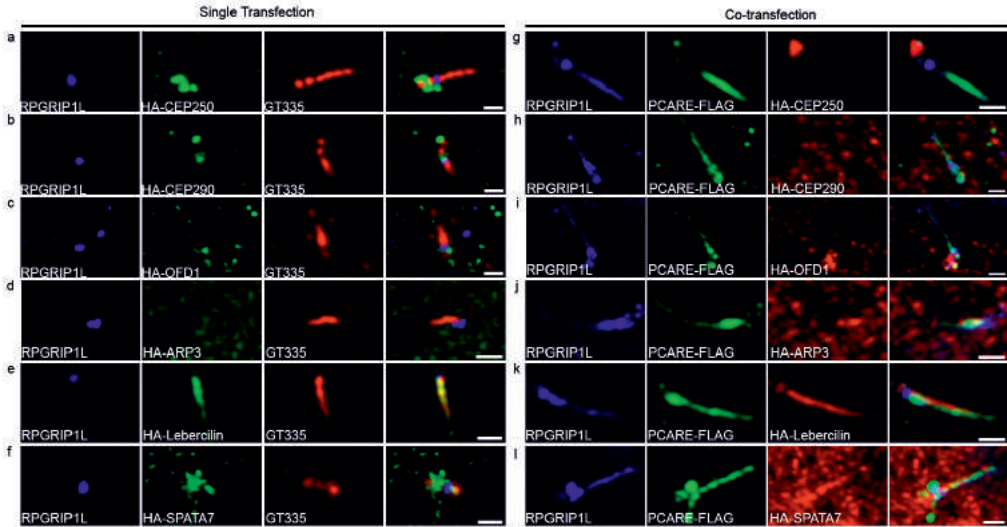 Single Transfection
Co-transfection
a
RPGRIP1L HA-CEP250 GT335
g
RPGRIP1L PCARE-FLAG HA-CEP250
b
RPGRIP1L HA-CEP290 GT335
h
RPGRIP1L PCARE-FLAG HA-CEP290
c
RPGRIP1L HA-OFD1 GT335
i
RPGRIP1L PCARE-FLAG HA-OFD1
d
RPGRIP1L HA-ARP3 GT335
j
RPGRIP1L PCARE-FLAG HA-ARP3
e
RPGRIP1L HA-Lebercilin GT335
k
RPGRIP1L PCARE-FLAG HA-Lebercilin
f
RPGRIP1L HA-SPATA7 GT335
l
RPGRIP1L PCARE-FLAG HA-SPATA7